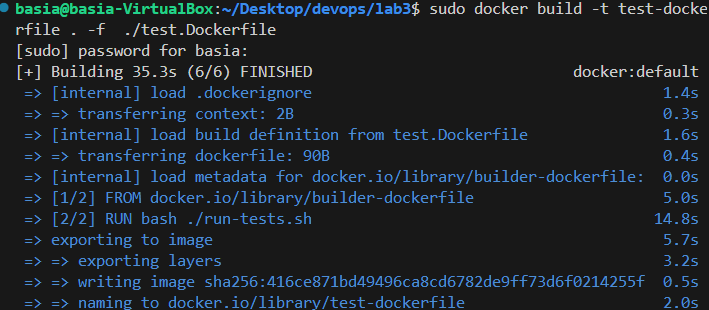 basia@basia-VirtualBox:~/Desktop/devops/lab3$ sudo docker build -t test-docke
rfile . -f  ./test.Dockerfile
[sudo] password for basia:
[+] Building 35.3s (6/6) FINISHED docker:default
=> [internal] load .dockerignore 1.4s
=> => transferring context: 2B 0.3s
=> [internal] load build definition from test.Dockerfile 1.6s
=> => transferring dockerfile: 90B 0.4s
=> [internal] load metadata for docker.io/library/builder-dockerfile: 0.0s
=> [1/2] FROM docker.io/library/builder-dockerfile 5.0s
=> [2/2] RUN bash ./run-tests.sh 14.8s
=> exporting to image 5.7s
=> => exporting layers 3.2s
=> => writing image sha256:416ce871bd49496ca8cd6782de9ff73d6f0214255f 0.5s
=> => naming to docker.io/library/test-dockerfile 2.0s